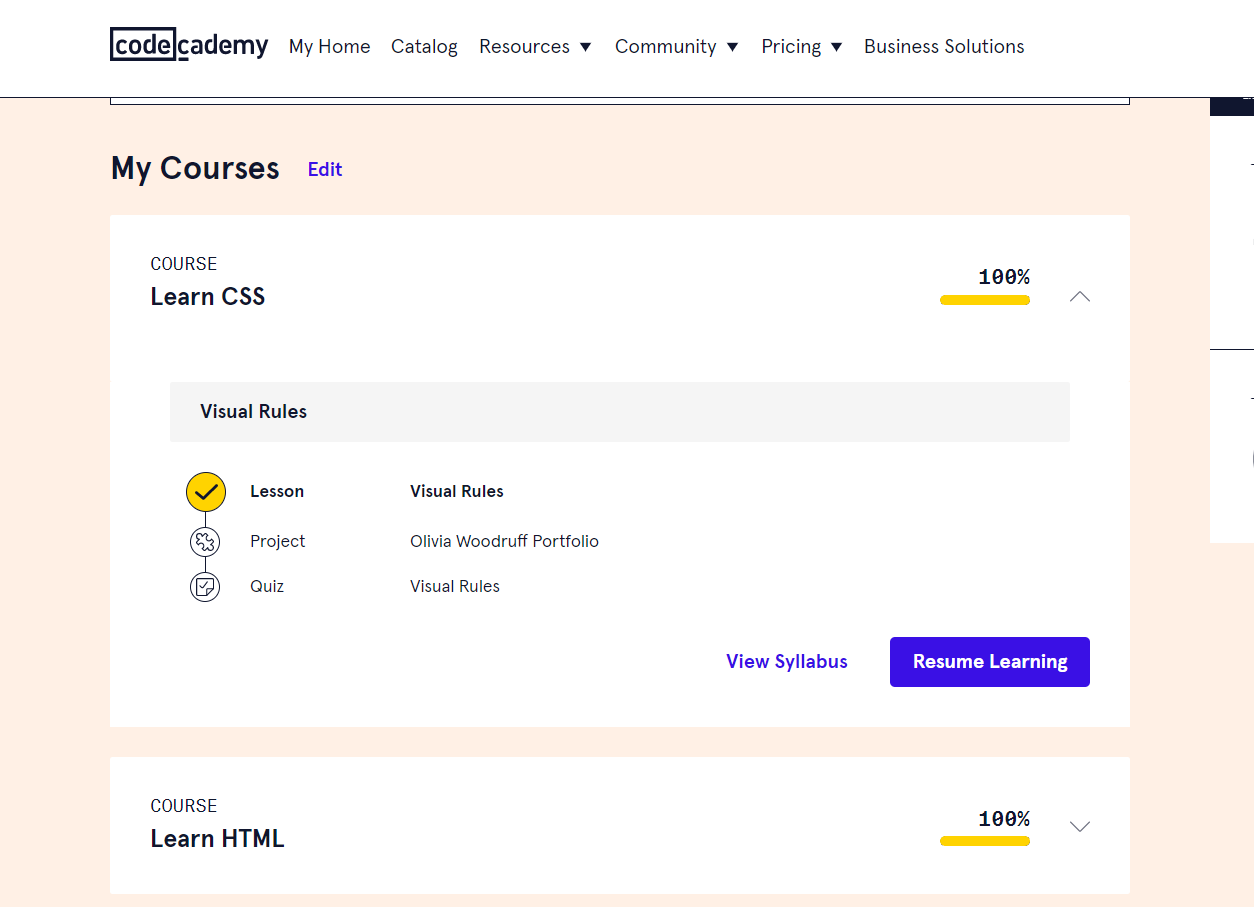 codecademy My Home Catalog Resources ▼ Community ▼ Pricing ▼ Business Solutions
My Courses Edit
COURSE
Learn CSS
100%
Visual Rules
Lesson Visual Rules
Project Olivia Woodruff Portfolio
Quiz Visual Rules
View Syllabus Resume Learning
COURSE
Learn HTML
100%